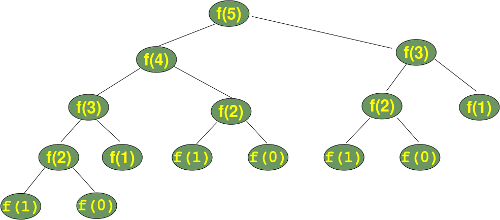 f(5)
f(4) f(3)
f(3) f(2) f(2) f(1)
f(2) f(1) f(1) f(0) f(1) f(0)
f(1) f(0)